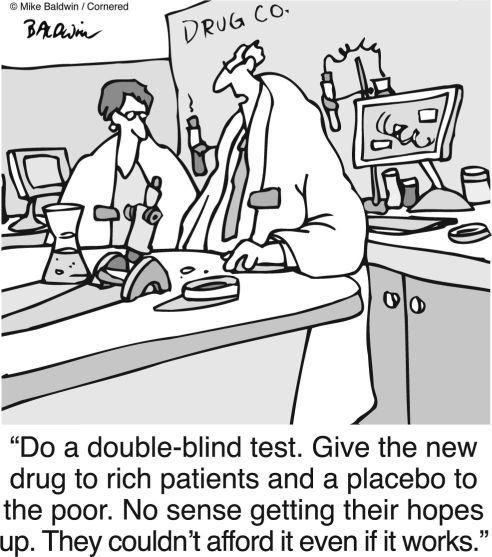 © Mike Baldwin / Cornered
BALDWIN
DRUG CO.
“Do a double-blind test. Give the new
drug to rich patients and a placebo to
the poor. No sense getting their hopes
up. They couldn’t afford it even if it works.”